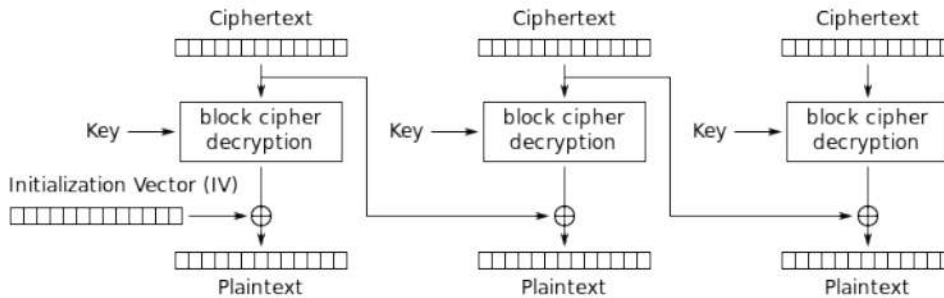 Ciphertext Ciphertext Ciphertext
Key block cipher decryption Key block cipher decryption Key block cipher decryption
Initialization Vector (IV)
Plaintext Plaintext Plaintext